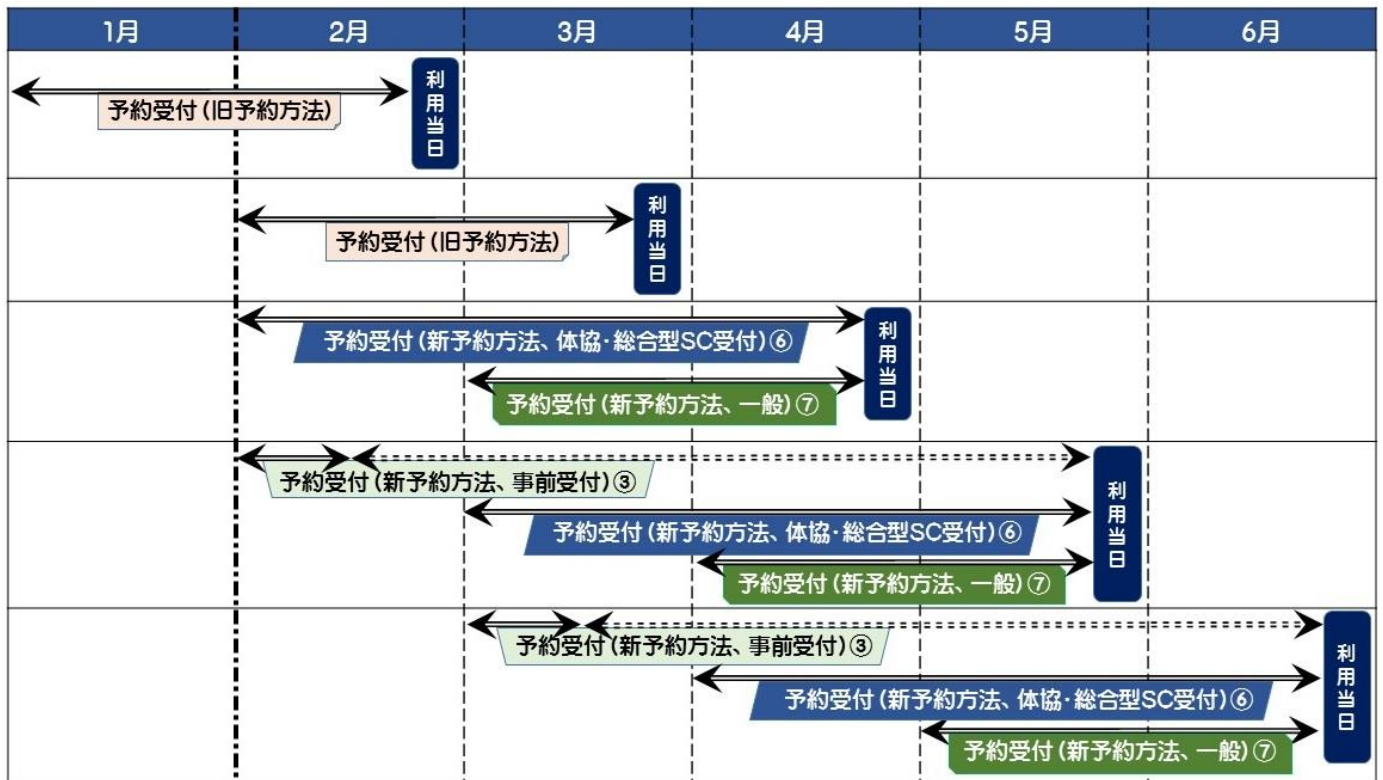 1月 2月 3月 4月 5月 6月
予約受付(旧予約方法)
利用当日
予約受付(旧予約方法)
利用当日
予約受付(新予約方法、体協・総合型SC受付)⑥
予約受付(新予約方法、一般)⑦
利用当日
予約受付(新予約方法、事前受付)③
予約受付(新予約方法、体協・総合型SC受付)⑥
予約受付(新予約方法、一般)⑦
利用当日
予約受付(新予約方法、事前受付)③
予約受付(新予約方法、体協・総合型SC受付)⑥
予約受付(新予約方法、一般)⑦
利用当日